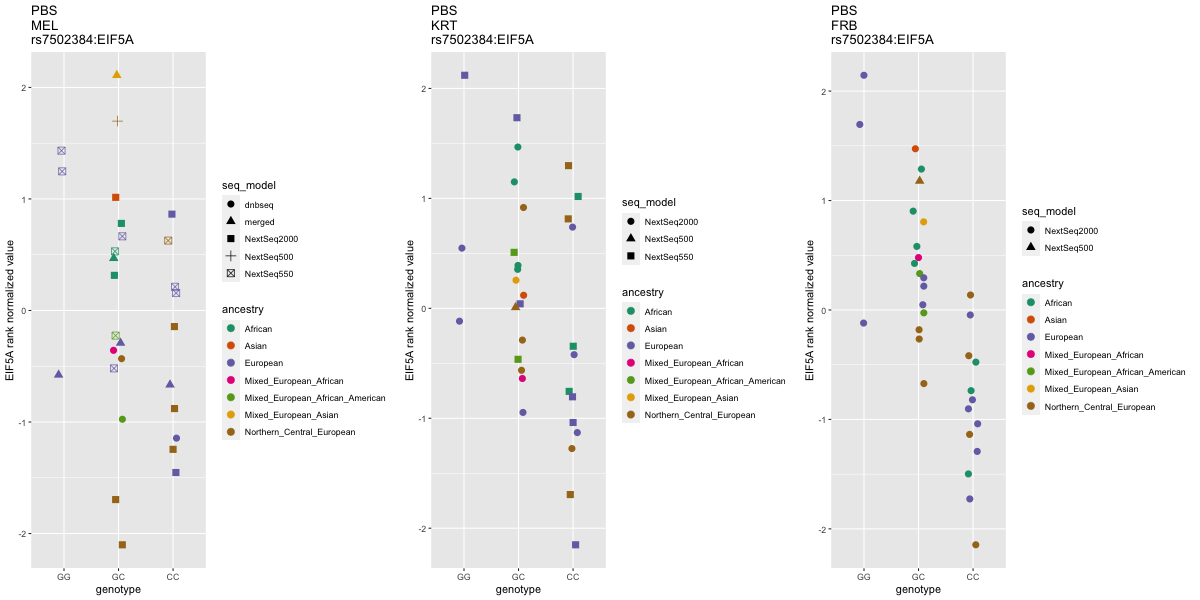 PBS
MEL
rs7502384:EIF5A
EIF5A rank normalized value
2
1
0
-1
-2
GG
GC
CC
genotype
seq_model
dnbseq
merged
NextSeq2000
NextSeq500
NextSeq550
ancestry
African
Asian
European
Mixed_European_African
Mixed_European_African_American
Mixed_European_Asian
Northern_Central_European
PBS
KRT
rs7502384:EIF5A
EIF5A rank normalized value
2
1
0
-1
-2
GG
GC
CC
genotype
seq_model
NextSeq2000
NextSeq500
NextSeq550
ancestry
African
Asian
European
Mixed_European_African
Mixed_European_African_American
Mixed_European_Asian
Northern_Central_European
PBS
FRB
rs7502384:EIF5A
EIF5A rank normalized value
2
1
0
-1
-2
GG
GC
CC
genotype
seq_model
NextSeq2000
NextSeq500
ancestry
African
Asian
European
Mixed_European_African
Mixed_European_African_American
Mixed_European_Asian
Northern_Central_European